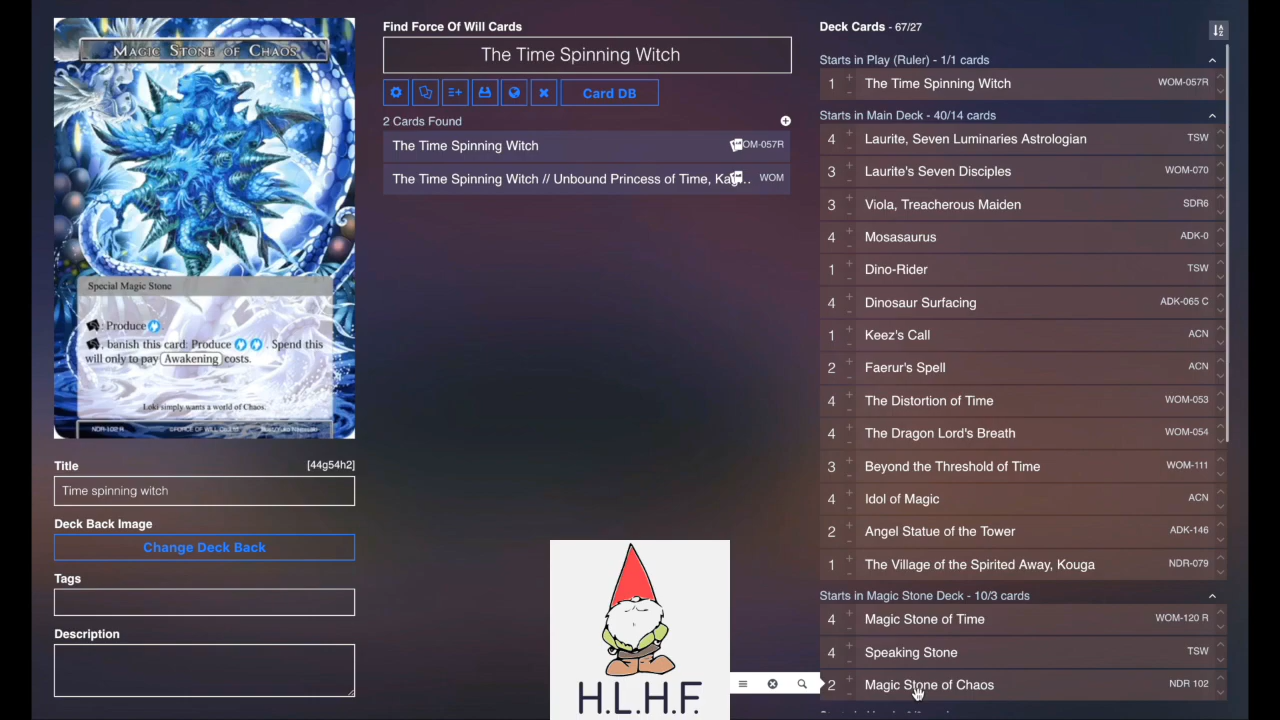 MAGIC STONE OF CHAOS
Special Magic Stone
: Produce .
, banish this card: Produce . Spend this
will only to pay Awakening costs.
Loki simply wants a world of Chaos.
NDR-102 R
Title
[44g54h2]
Time spinning witch
Deck Back Image
Change Deck Back
Tags
Description
Find Force Of Will Cards
The Time Spinning Witch
Card DB
2 Cards Found
The Time Spinning Witch
OM-057R
The Time Spinning Witch // Unbound Princess of Time, Kag...
WOM
H.L.H.F.
Deck Cards - 67/27
Starts in Play (Ruler) - 1/1 cards
1 The Time Spinning Witch WOM-057R
Starts in Main Deck - 40/14 cards
4 Laurite, Seven Luminaries Astrologian TSW
3 Laurite's Seven Disciples WOM-070
3 Viola, Treacherous Maiden SDR6
4 Mosasaurus ADK-0
1 Dino-Rider TSW
4 Dinosaur Surfacing ADK-065 C
1 Keez's Call ACN
2 Faerur's Spell ACN
4 The Distortion of Time WOM-053
4 The Dragon Lord's Breath WOM-054
3 Beyond the Threshold of Time WOM-111
4 Idol of Magic ACN
2 Angel Statue of the Tower ADK-146
1 The Village of the Spirited Away, Kouga NDR-079
Starts in Magic Stone Deck - 10/3 cards
4 Magic Stone of Time WOM-120 R
4 Speaking Stone TSW
2 Magic Stone of Chaos NDR 102